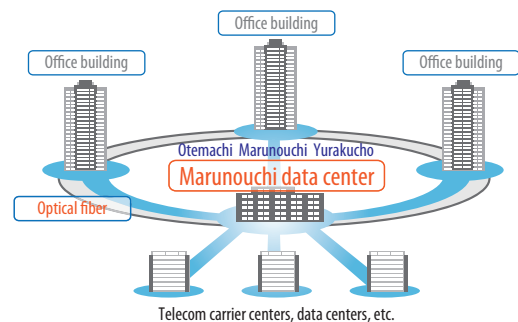 Office building
Office building
Office building
Otemachi Marunouchi Yurakucho
Marunouchi data center
Optical fiber
Telecom carrier centers, data centers, etc.